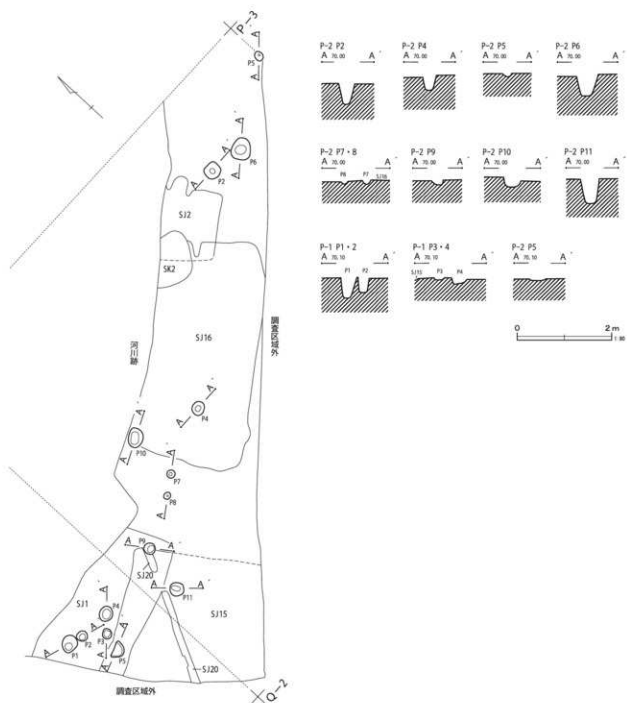 P-3
A
P5
A
A
P6
A
A
P2
A
SJ2
SK2
SJ16
調査区域外
河川跡
A
P4
A
A
P10
A
A
P7
P8
A
P9
A
A
SJ20
A
A
P11
SJ1
A
P4
SJ15
A
P3
A
P2
P1
A
A
P5
A
SJ20
調査区域外
Q-2
P-2 P2
A 70.00 A´
P-2 P4
A 70.00 A´
P-2 P5
A 70.00 A´
P-2 P6
A 70.00 A´
P-2 P7・8
A 70.00 A´
P8 P7 SJ16
P-2 P9
A 70.00 A´
P-2 P10
A 70.00 A´
P-2 P11
A 70.00 A´
P-1 P1・2
A 70.10 A´
P1 P2
P-1 P3・4
A 70.10 A´
SJ15 P3 P4
P-2 P5
A 70.10 A´
0 2m